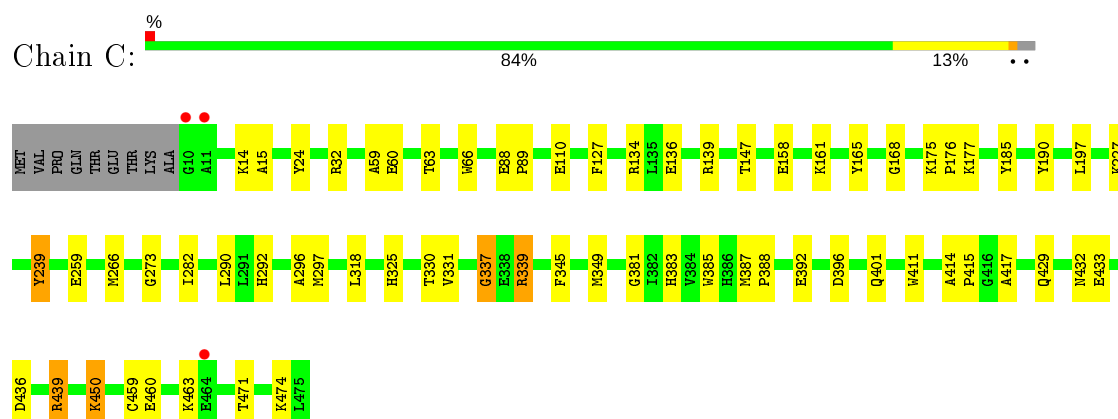 %
Chain C:
84% 13% • •
MET VAL PRO GLN THR GLU THR THR LYS ALA G10 A11 K14 A15 Y24 R32 A59 E60 T63 W66 E88 P89 E110 F127 R134 L135 E136 R139 T147 E158 K161 Y165 G168 K175 P176 K177 Y185 Y190 L197 K227
Y239 E259 M266 G273 I282 L290 L291 H292 A296 M297 L318 H325 T330 V331 G337 E338 R339 F345 M349 G381 I382 H383 V384 W385 H386 M387 P388 E392 D396 Q401 W411 A414 P415 G416 A417 Q429 N432 E433
D436 R439 K450 C459 E460 K463 E464 T471 K474 L475